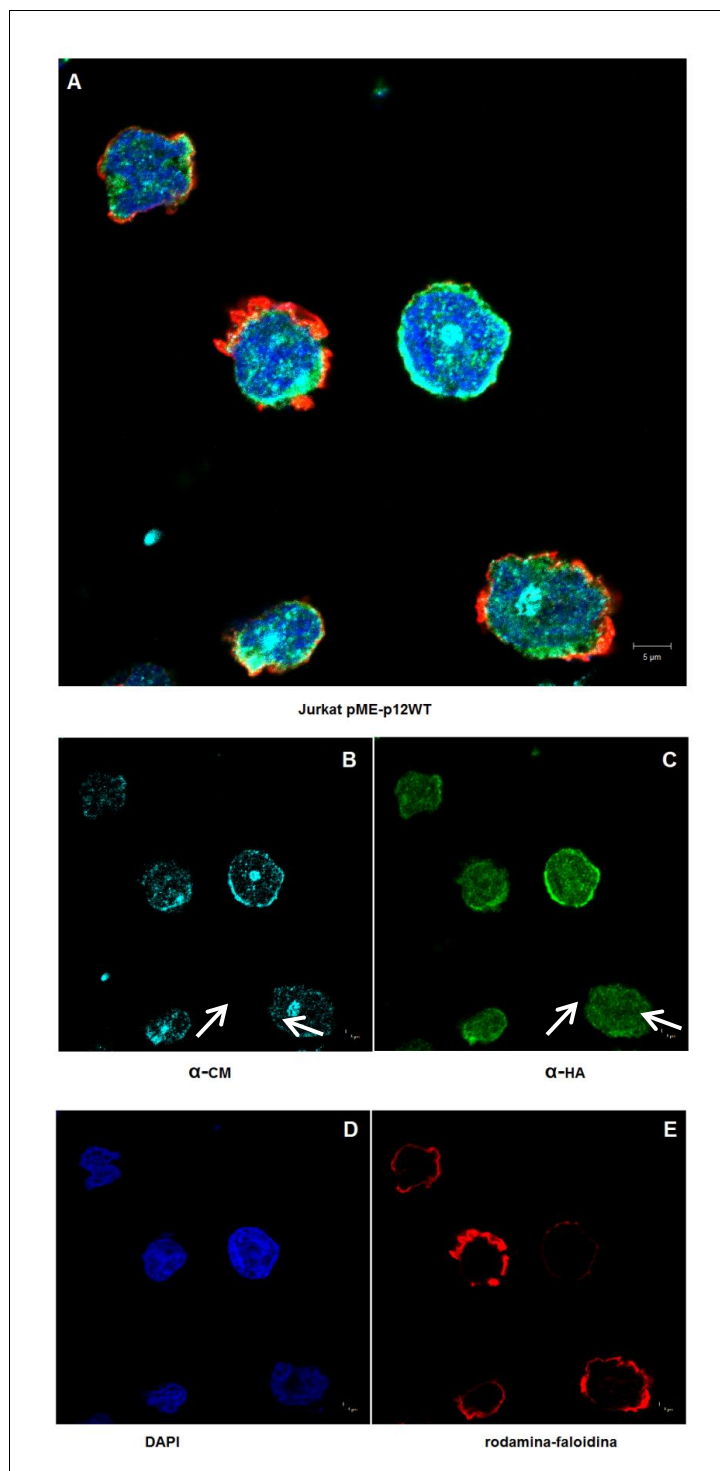 A
5 µm
Jurkat pME-p12WT
B
C
α-CM
α-HA
D
E
DAPI
rodamina-faloidina